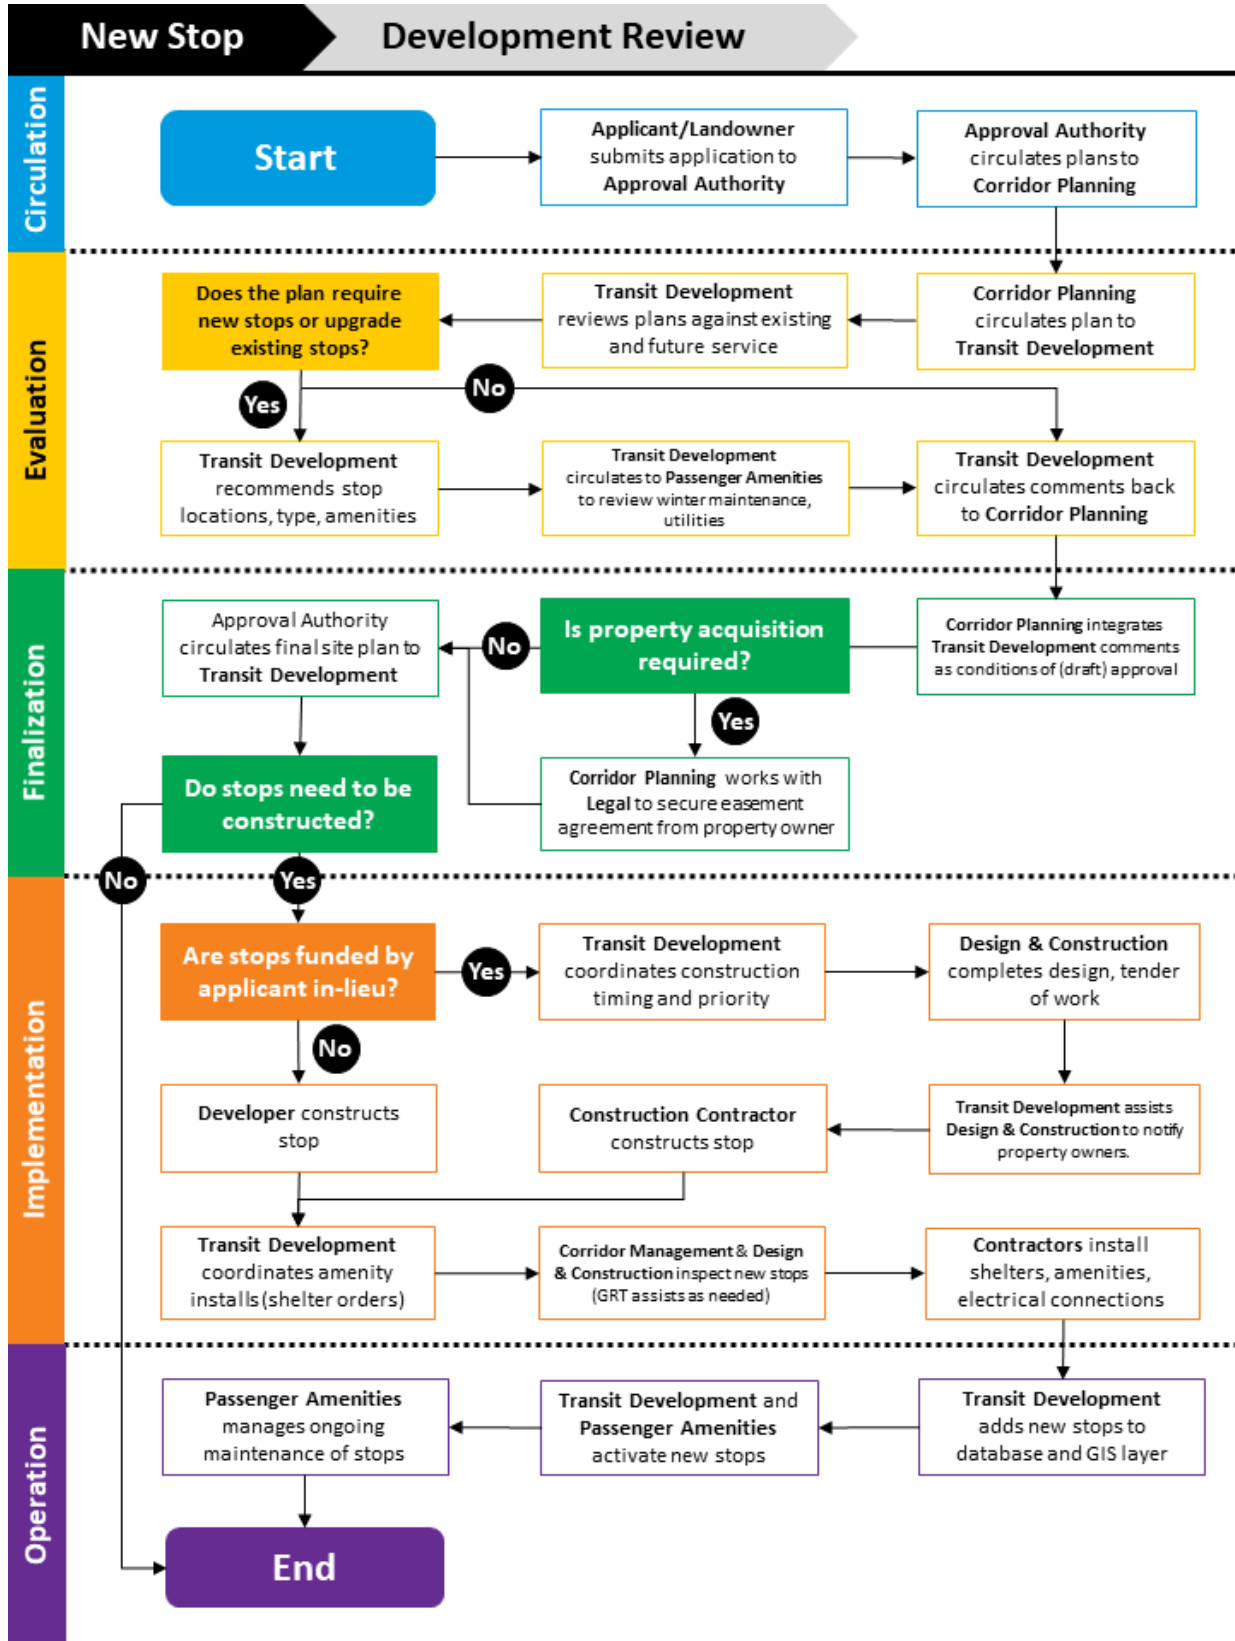 New Stop
Development Review
Circulation
Start
Applicant/Landowner
submits application to
Approval Authority
Approval Authority
circulates plans to
Corridor Planning
Evaluation
Does the plan require
new stops or upgrade
existing stops?
Transit Development
reviews plans against existing
and future service
Corridor Planning
circulates plan to
Transit Development
Yes
No
Transit Development
recommends stop
locations, type, amenities
Transit Development
circulates to Passenger Amenities
to review winter maintenance,
utilities
Transit Development
circulates comments back
to Corridor Planning
Finalization
Approval Authority
circulates final site plan to
Transit Development
No
Is property acquisition
required?
Corridor Planning integrates
Transit Development comments
as conditions of (draft) approval
Yes
Do stops need to be
constructed?
Corridor Planning works with
Legal to secure easement
agreement from property owner
No
Yes
Implementation
Are stops funded by
applicant in-lieu?
Yes
Transit Development
coordinates construction
timing and priority
Design & Construction
completes design, tender
of work
No
Developer constructs
stop
Construction Contractor
constructs stop
Transit Development assists
Design & Construction to notify
property owners.
Transit Development
coordinates amenity
installs (shelter orders)
Corridor Management & Design
& Construction inspect new stops
(GRT assists as needed)
Contractors install
shelters, amenities,
electrical connections
Operation
Passenger Amenities
manages ongoing
maintenance of stops
Transit Development and
Passenger Amenities
activate new stops
Transit Development
adds new stops to
database and GIS layer
End